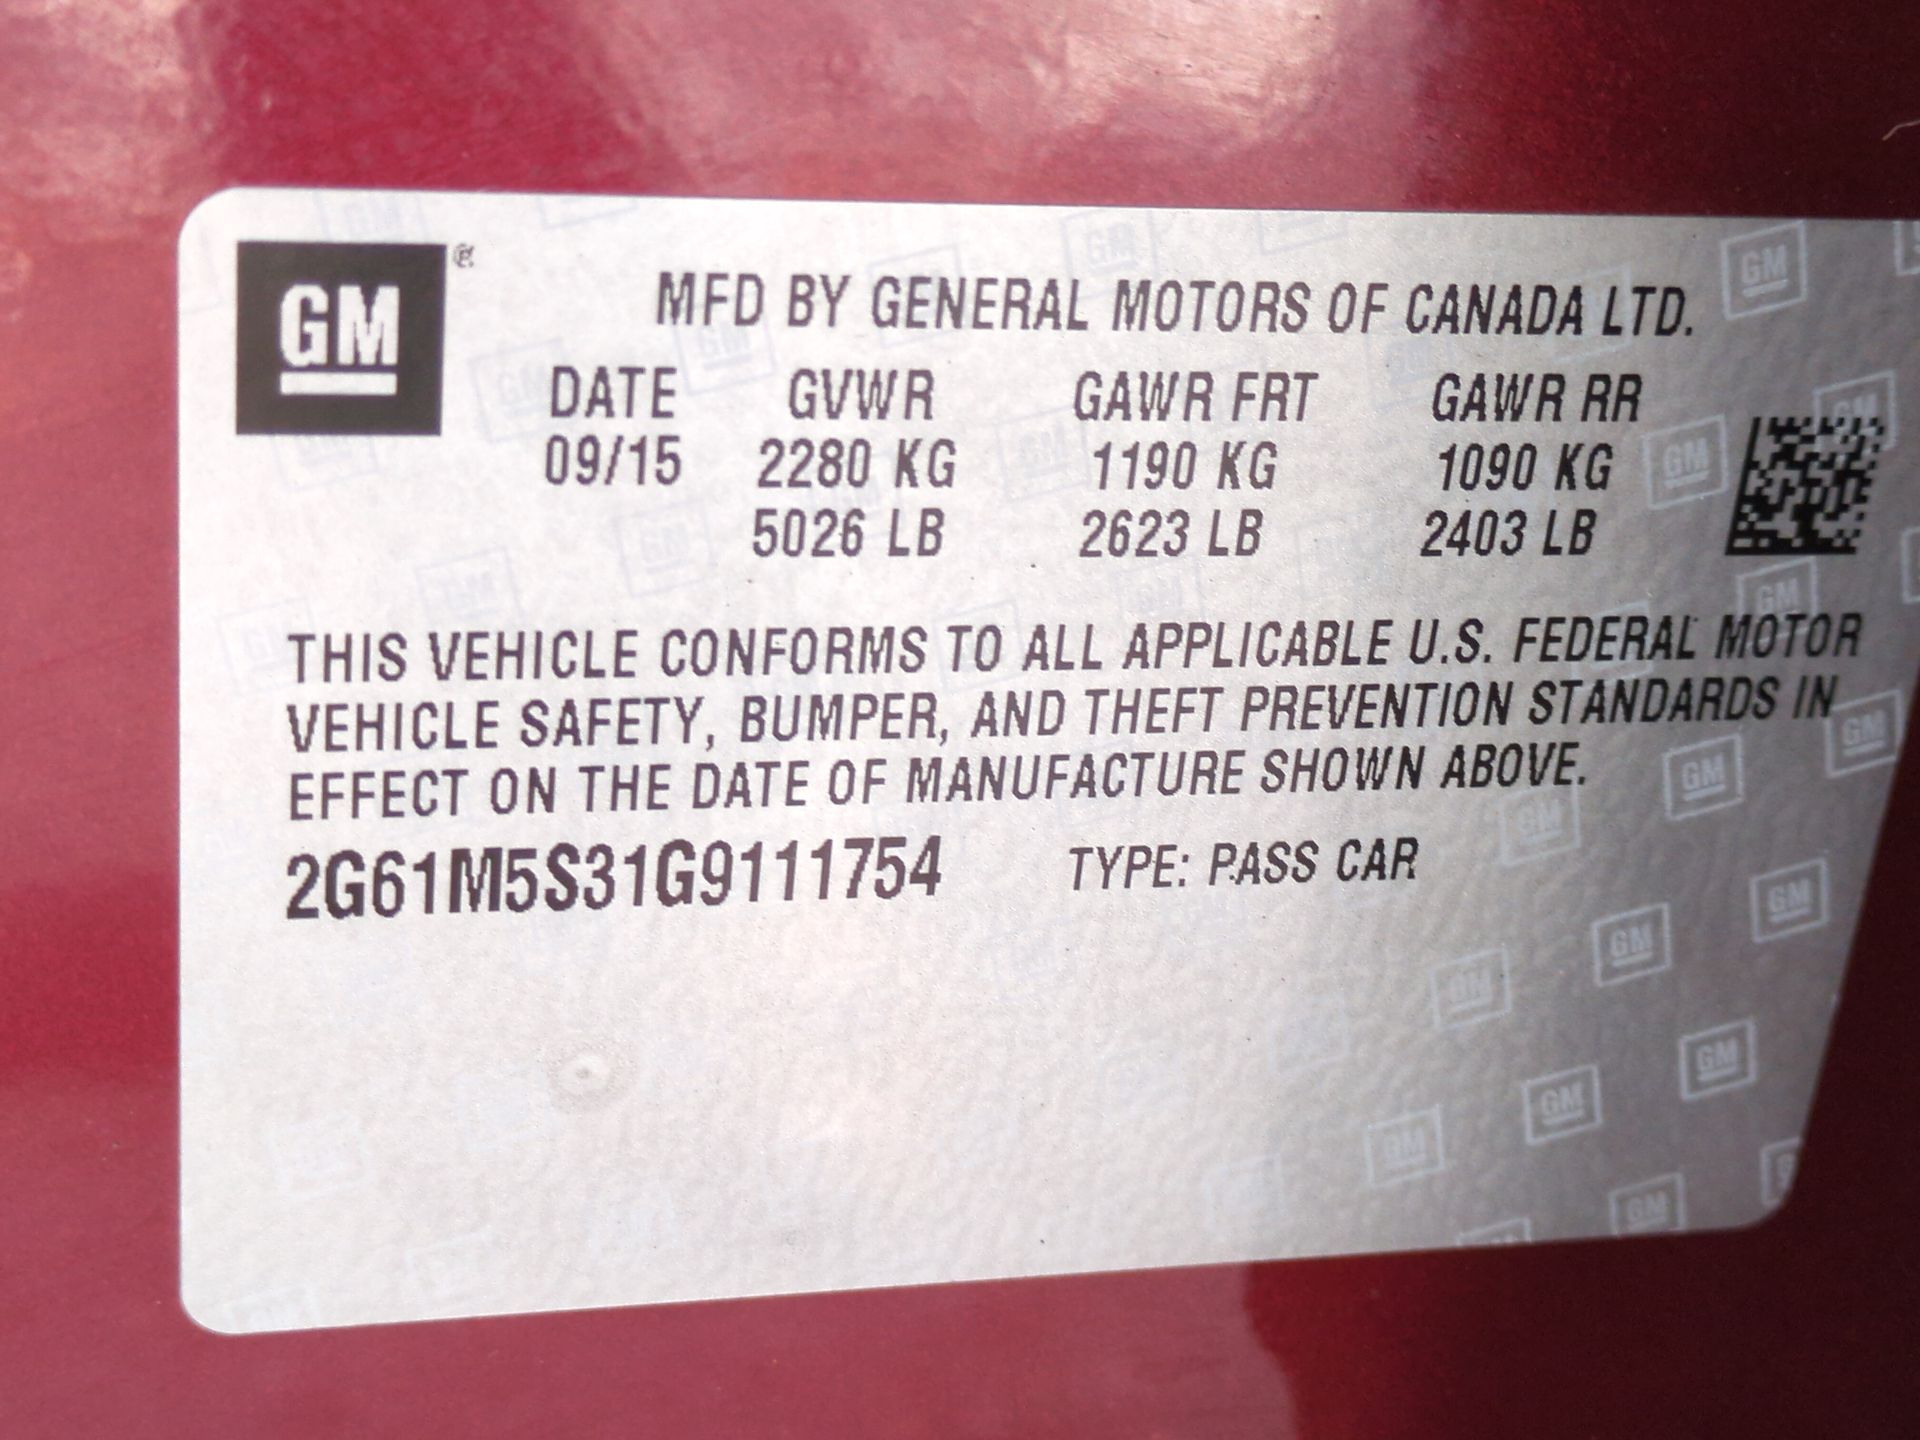 GM ®
MFD BY GENERAL MOTORS OF CANADA LTD.
DATE GVWR GAWR FRT GAWR RR
09/15 2280 KG 1190 KG 1090 KG
5026 LB 2623 LB 2403 LB
THIS VEHICLE CONFORMS TO ALL APPLICABLE U.S. FEDERAL MOTOR
VEHICLE SAFETY, BUMPER, AND THEFT PREVENTION STANDARDS IN
EFFECT ON THE DATE OF MANUFACTURE SHOWN ABOVE.
2G61M5S31G9111754 TYPE: PASS CAR